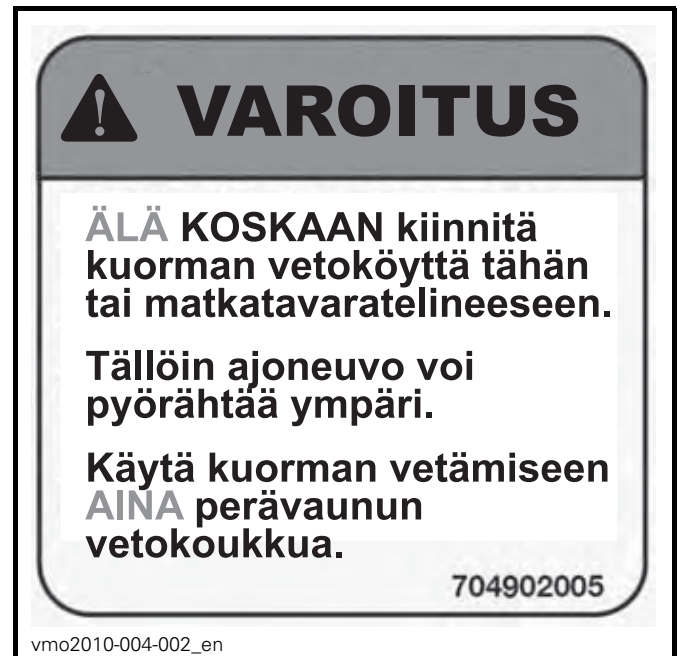 VAROITUS
ÄLÄ KOSKAAN kiinnitä
kuorman vetoköyttä tähän
tai matkatavaratelineeseen.
Tällöin ajoneuvo voi
pyörähtää ympäri.
Käytä kuorman vetämiseen
AINA perävaunun
vetokoukkua.
704902005
vmo2010-004-002_en